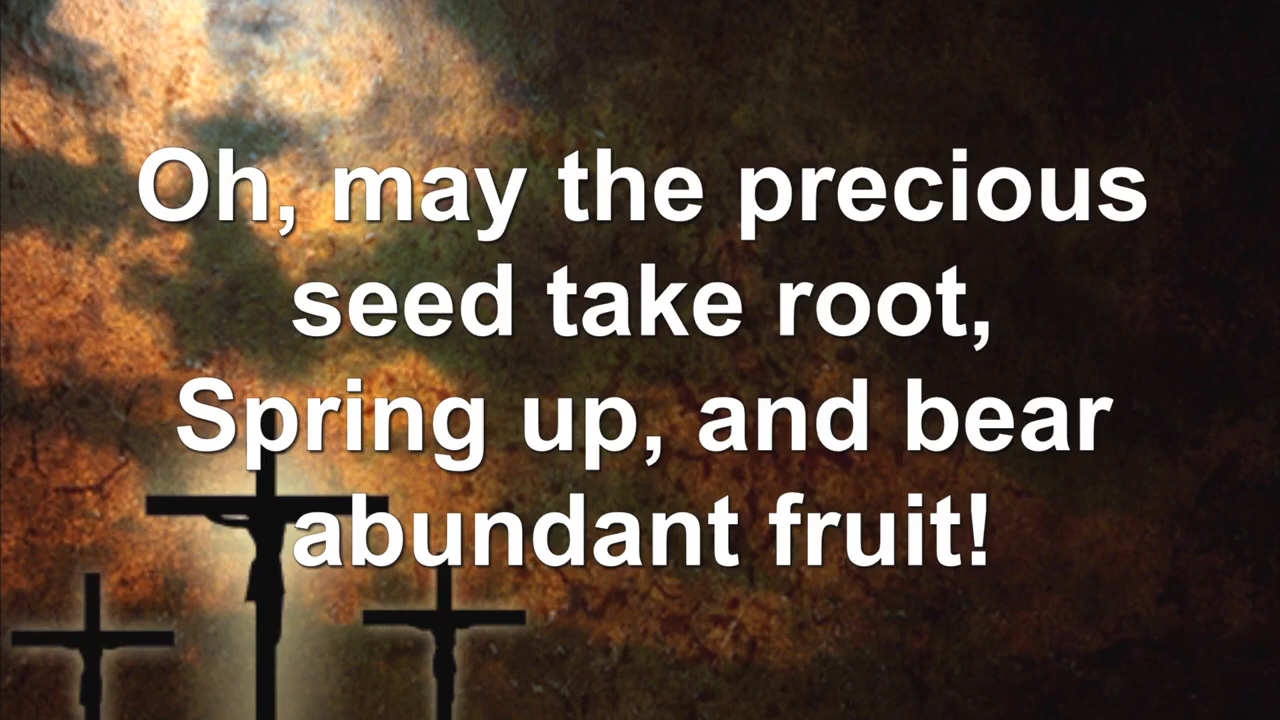 Oh, may the precious
seed take root,
Spring up, and bear
abundant fruit!